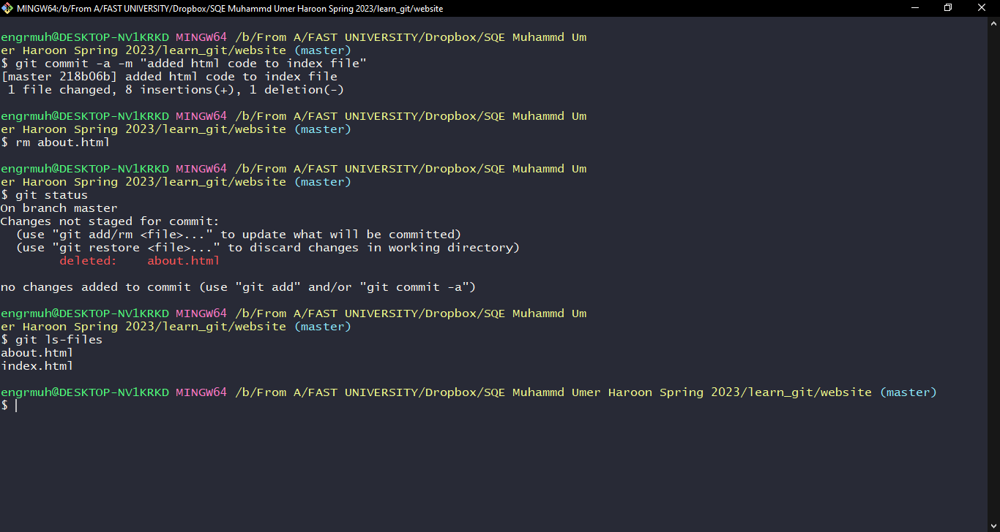 MINGW64:/b/From A/FAST UNIVERSITY/Dropbox/SQE Muhammd Umer Haroon Spring 2023/learn_git/website
engrmuh@DESKTOP-NV1KRKD MINGW64 /b/From A/FAST UNIVERSITY/Dropbox/SQE Muhammd Um
er Haroon Spring 2023/learn_git/website (master)
$ git commit -a -m "added html code to index file"
[master 218b06b] added html code to index file
 1 file changed, 8 insertions(+), 1 deletion(-)

engrmuh@DESKTOP-NV1KRKD MINGW64 /b/From A/FAST UNIVERSITY/Dropbox/SQE Muhammd Um
er Haroon Spring 2023/learn_git/website (master)
$ rm about.html

engrmuh@DESKTOP-NV1KRKD MINGW64 /b/From A/FAST UNIVERSITY/Dropbox/SQE Muhammd Um
er Haroon Spring 2023/learn_git/website (master)
$ git status
On branch master
Changes not staged for commit:
  (use "git add/rm <file>..." to update what will be committed)
  (use "git restore <file>..." to discard changes in working directory)
        deleted:    about.html

no changes added to commit (use "git add" and/or "git commit -a")

engrmuh@DESKTOP-NV1KRKD MINGW64 /b/From A/FAST UNIVERSITY/Dropbox/SQE Muhammd Um
er Haroon Spring 2023/learn_git/website (master)
$ git ls-files
about.html
index.html

engrmuh@DESKTOP-NV1KRKD MINGW64 /b/From A/FAST UNIVERSITY/Dropbox/SQE Muhammd Umer Haroon Spring 2023/learn_git/website (master)
$